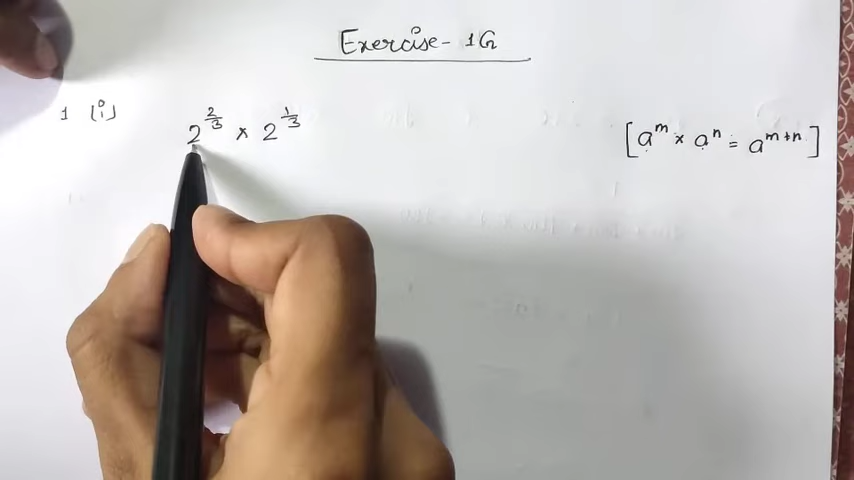 Exercise - 1G
1 (i) 2^{2/3} × 2^{1/3} [a^m × a^n = a^{m+n}]